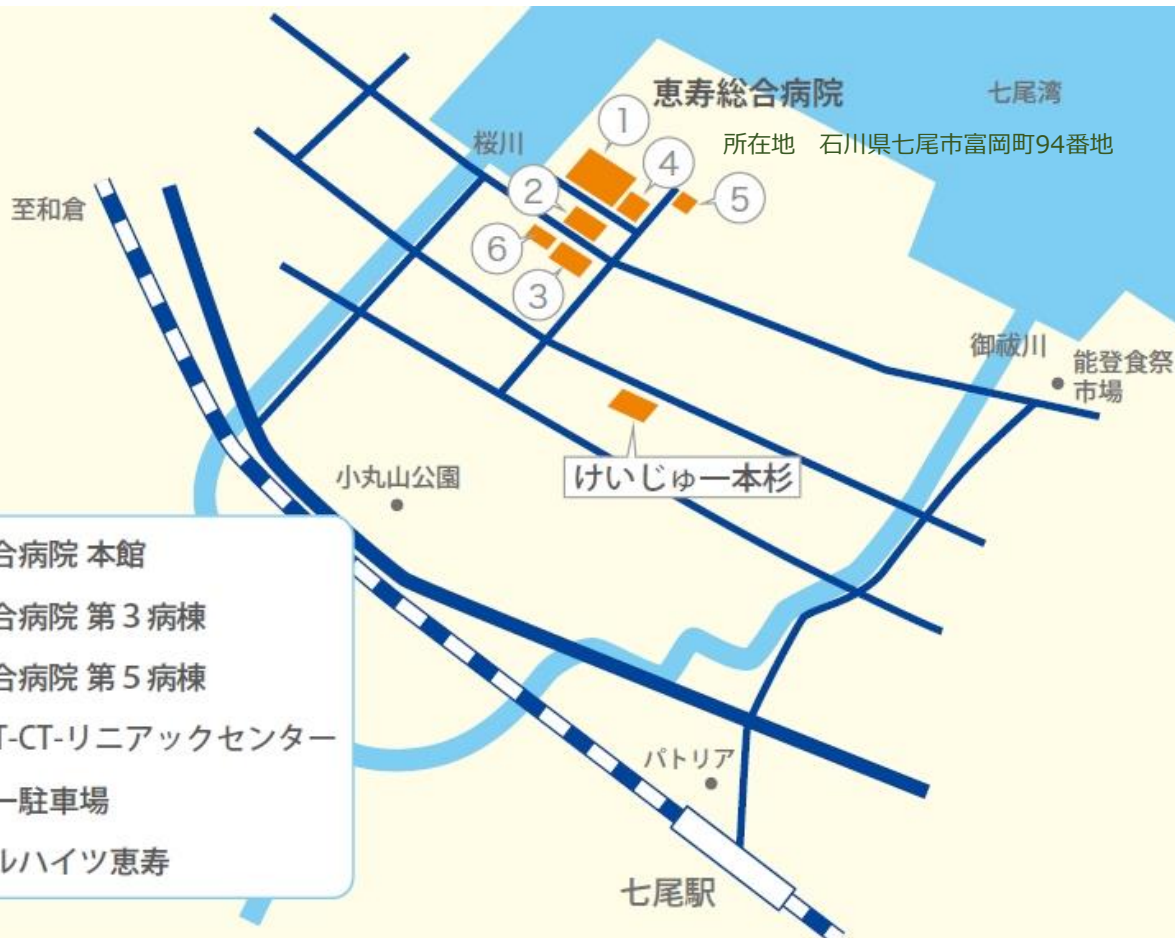 恵寿総合病院
七尾湾
所在地 石川県七尾市富岡町94番地
桜川
至和倉
1
2
3
4
5
6
御祓川
能登食祭
市場
けいじゅ一本杉
小丸山公園
合病院 本館
合病院 第3病棟
合病院 第5病棟
T-CT-リニアックセンター
ー駐車場
ルハイツ恵寿
パトリア
七尾駅